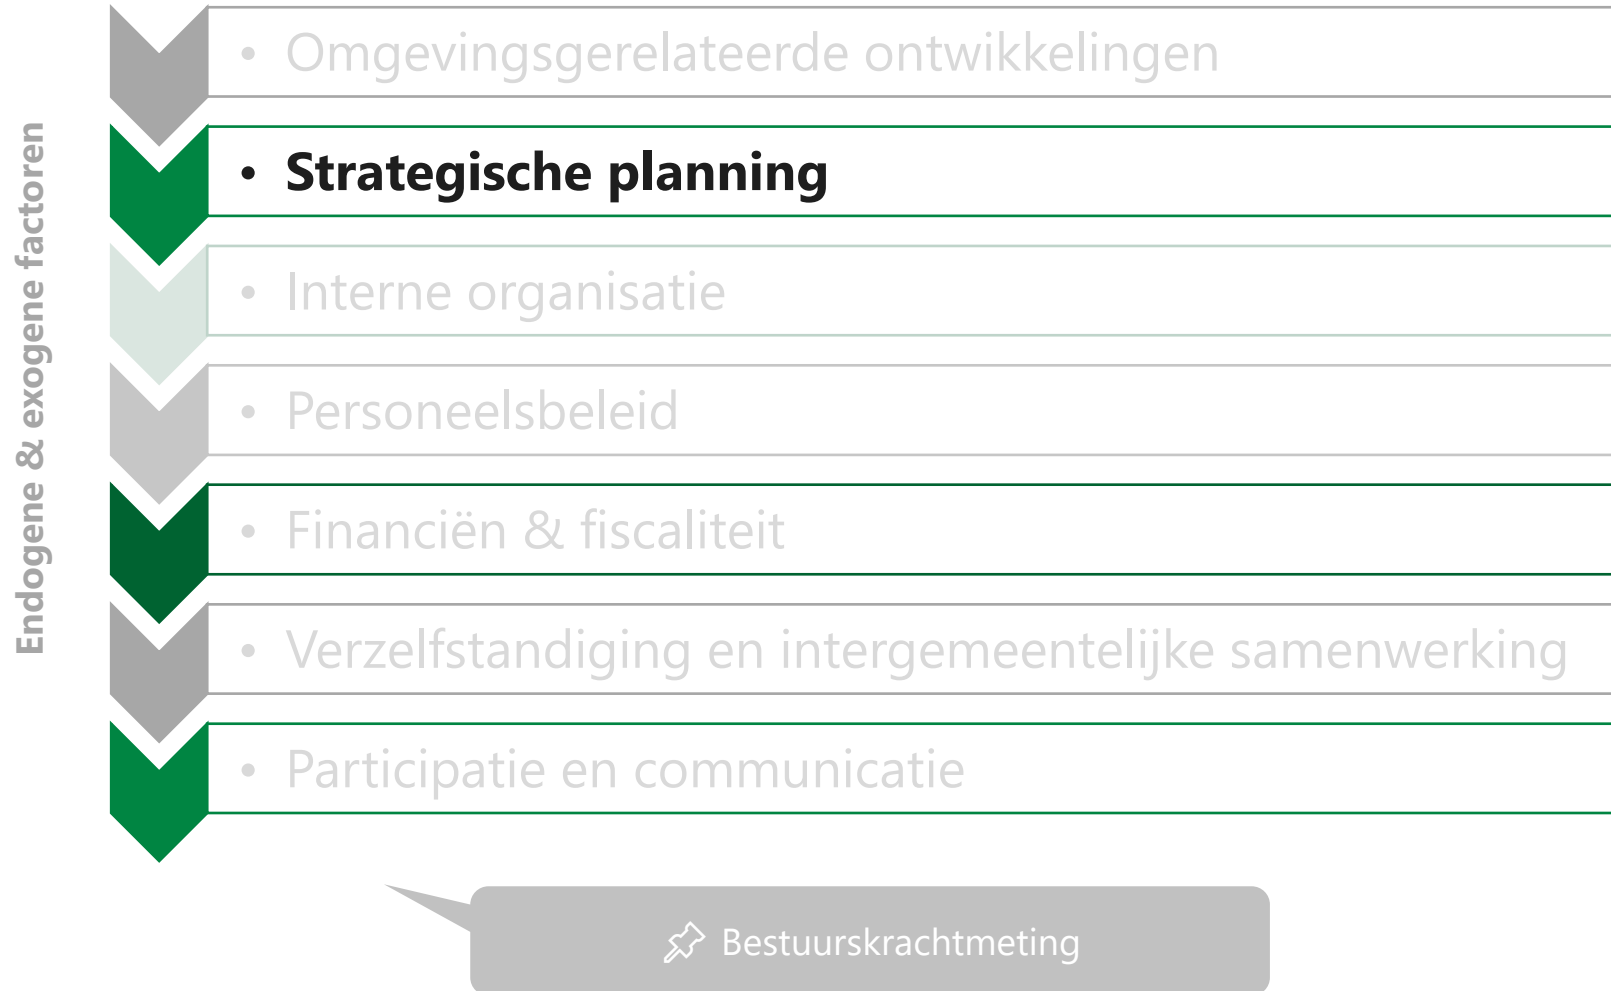 Endogene & exogene factoren
• Omgevingsgerelateerde ontwikkelingen
• Strategische planning
• Interne organisatie
• Personeelsbeleid
• Financiën & fiscaliteit
• Verzelfstandiging en intergemeentelijke samenwerking
• Participatie en communicatie
Bestuurskrachtmeting